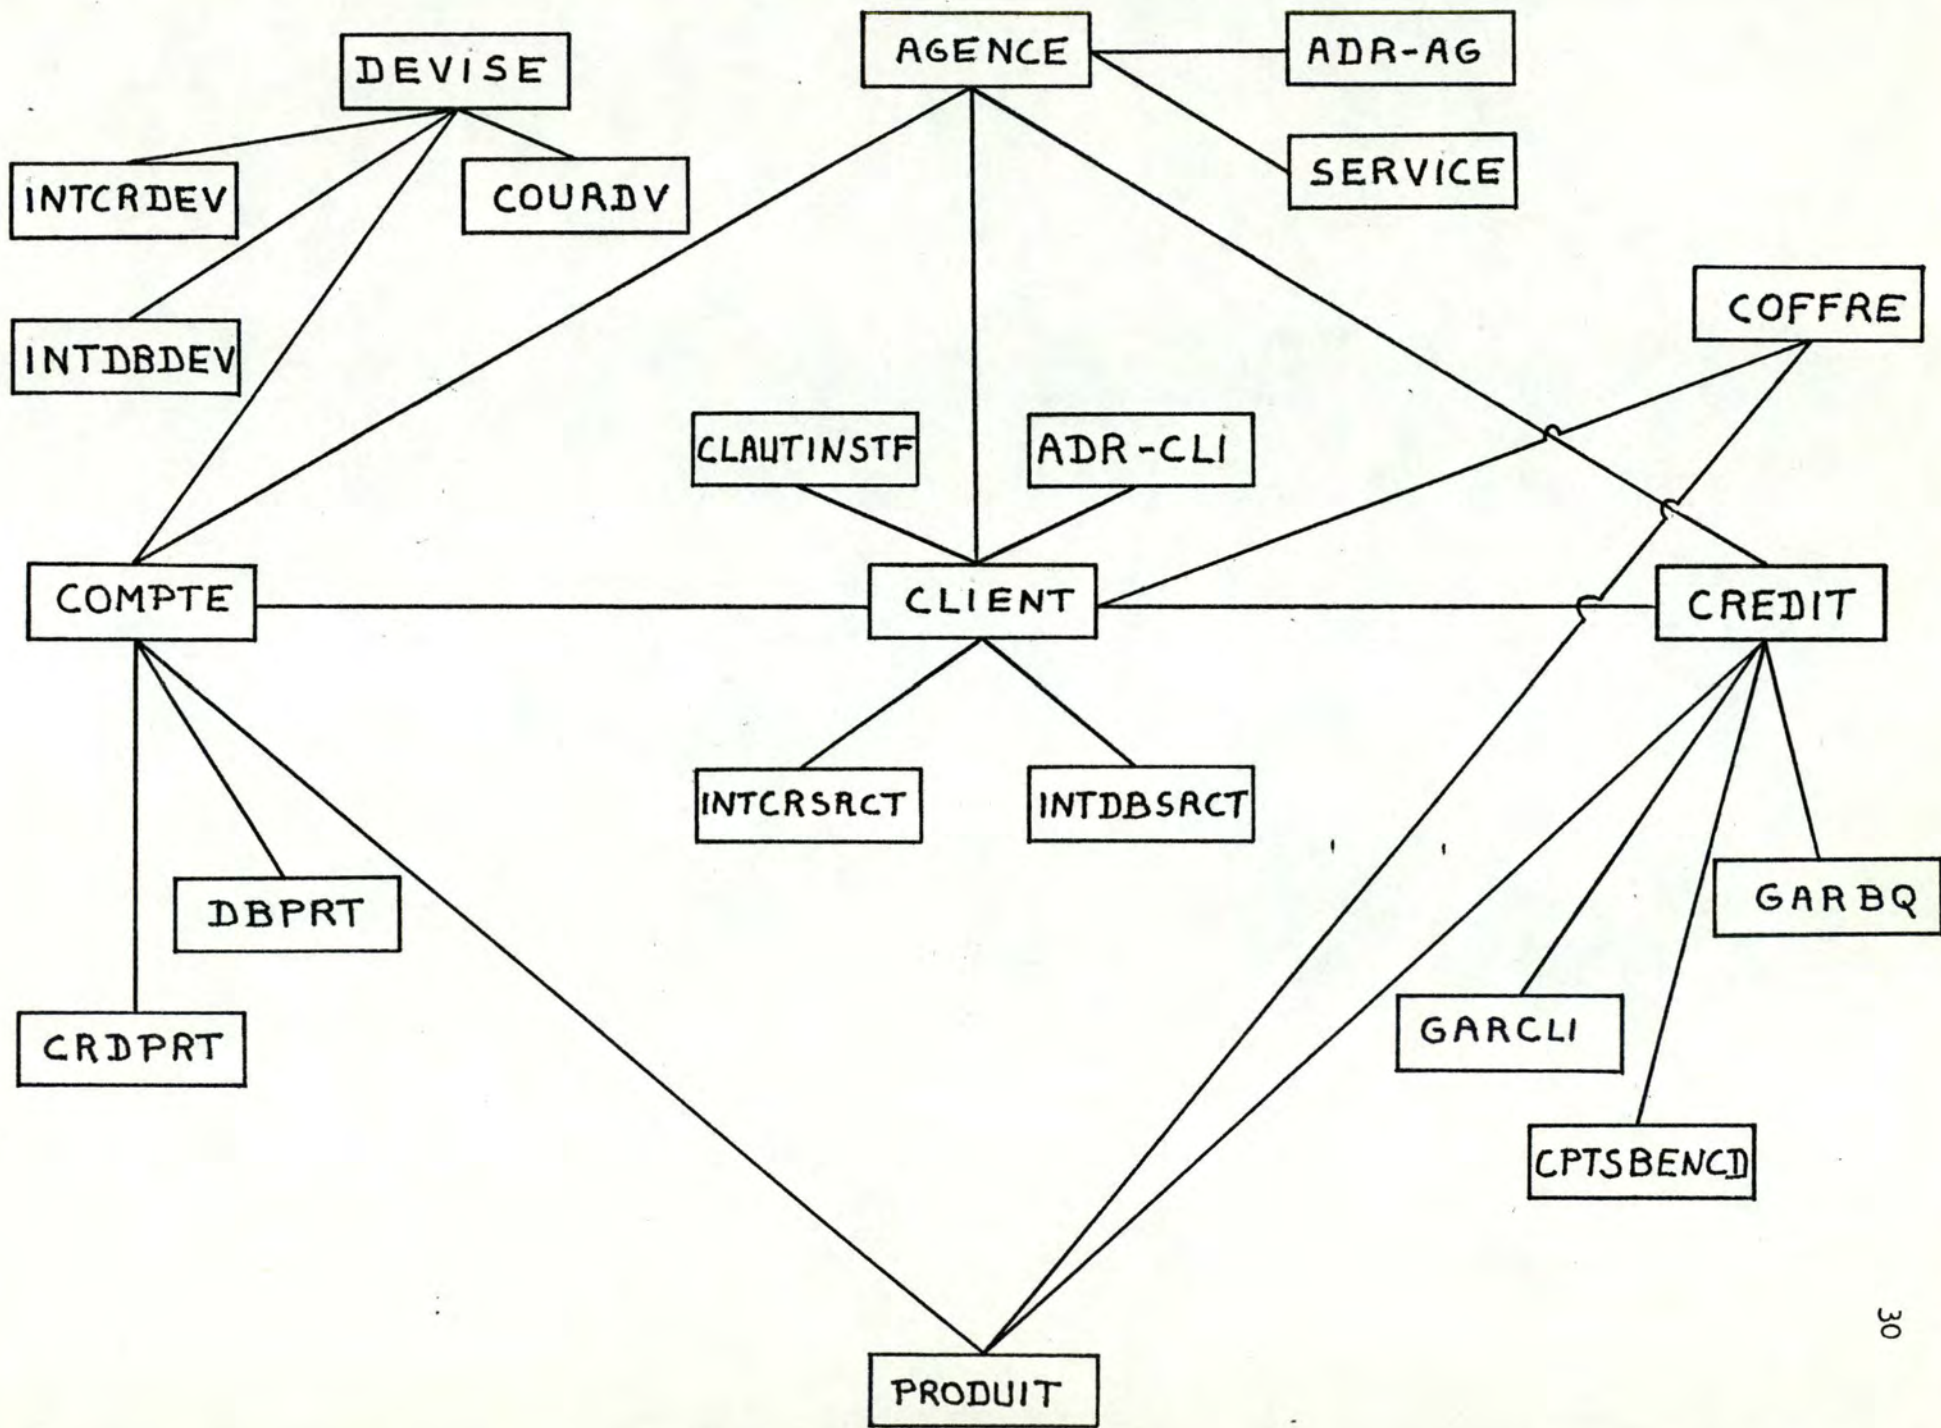 AGENCE
ADR-AG
DEVISE
SERVICE
INTCRDEV
COURDV
COFFRE
INTDBDEV
CLAUTINSTF
ADR-CLI
COMPTE
CLIENT
CREDIT
INTCRSRCT
INTDBSRCT
DBPRT
GARBQ
CRDPRT
GARCLI
CPTSBENCD
PRODUIT
30